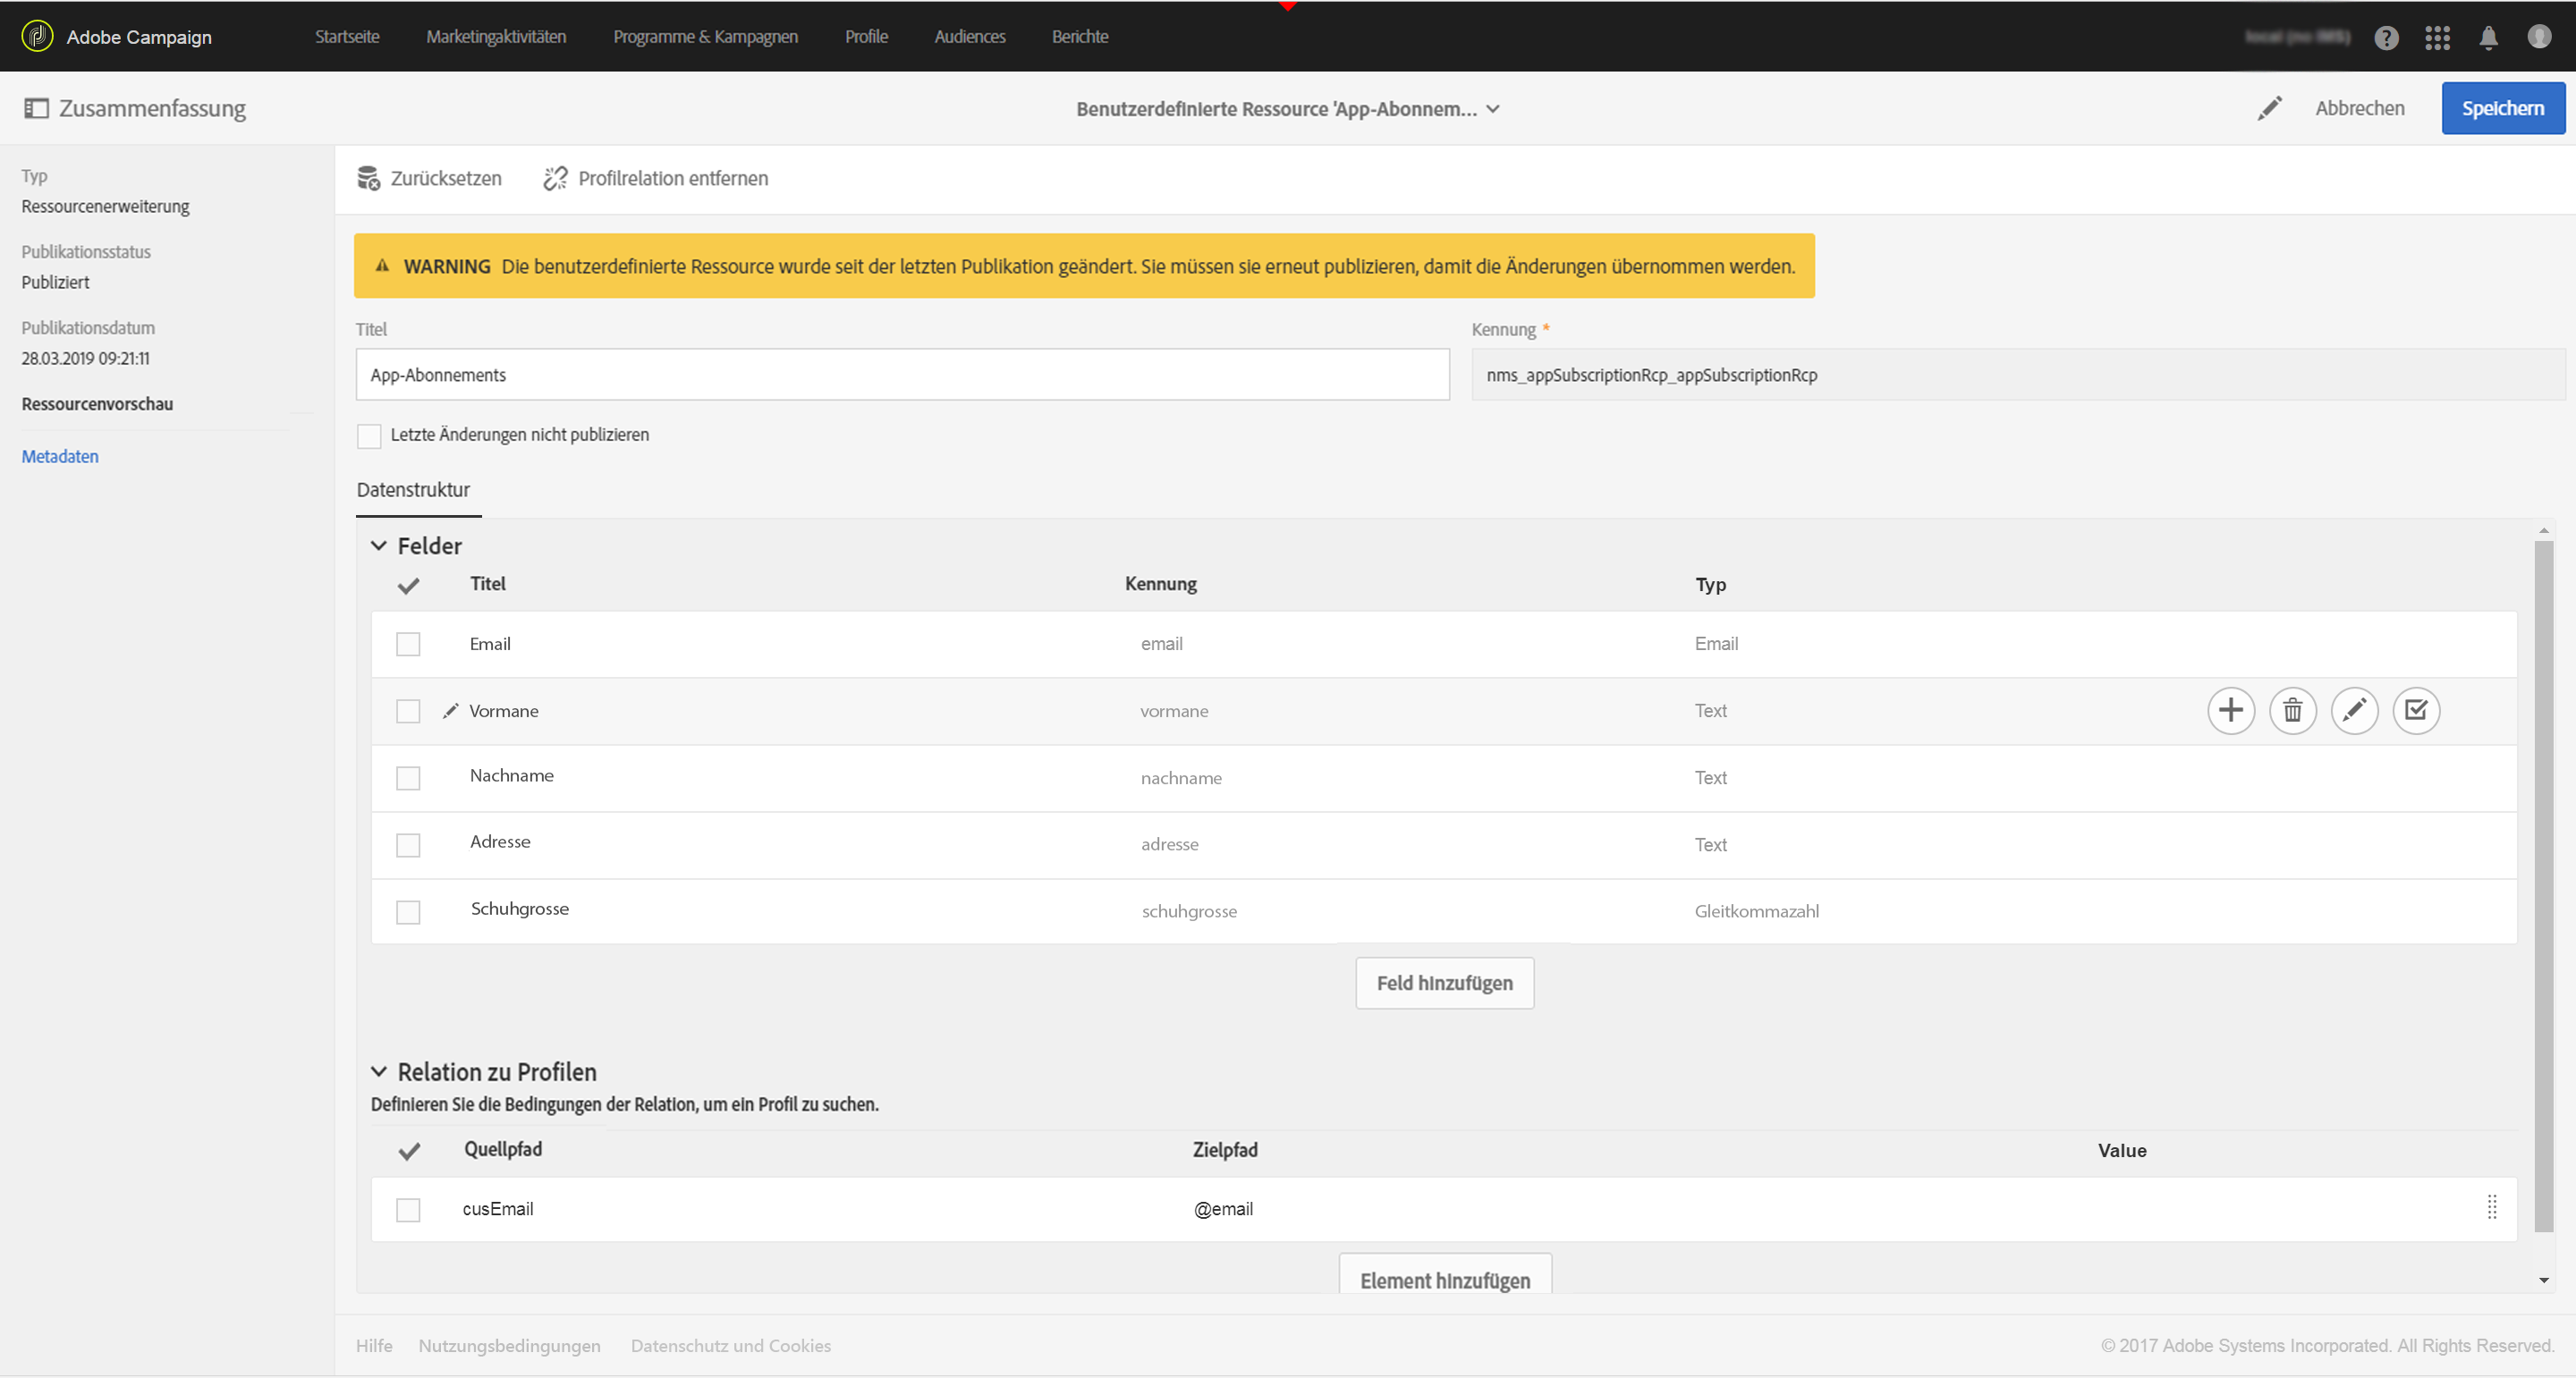 Adobe Campaign
Startseite Marketingaktivitäten Programme & Kampagnen Profile Audiences Berichte
Zusammenfassung
Benutzerdefinierte Ressource 'App-Abonnem...
Abbrechen
Speichern
Typ
Ressourcenerweiterung
Publikationsstatus
Publiziert
Publikationsdatum
28.03.2019 09:21:11
Ressourcenvorschau
Metadaten
Zurücksetzen Profilrelation entfernen
WARNING Die benutzerdefinierte Ressource wurde seit der letzten Publikation geändert. Sie müssen sie erneut publizieren, damit die Änderungen übernommen werden.
Titel Kennung *
App-Abonnements nms_appSubscriptionRcp_appSubscriptionRcp
Letzte Änderungen nicht publizieren
Datenstruktur
Felder
Titel Kennung Typ
Email email Email
Vormane vormane Text
Nachname nachname Text
Adresse adresse Text
Schuhgrosse schuhgrosse Gleitkommazahl
Feld hinzufügen
Relation zu Profilen
Definieren Sie die Bedingungen der Relation, um ein Profil zu suchen.
Quellpfad Zielpfad Value
cusEmail @email
Element hinzufügen
Hilfe Nutzungsbedingungen Datenschutz und Cookies © 2017 Adobe Systems Incorporated. All Rights Reserved.